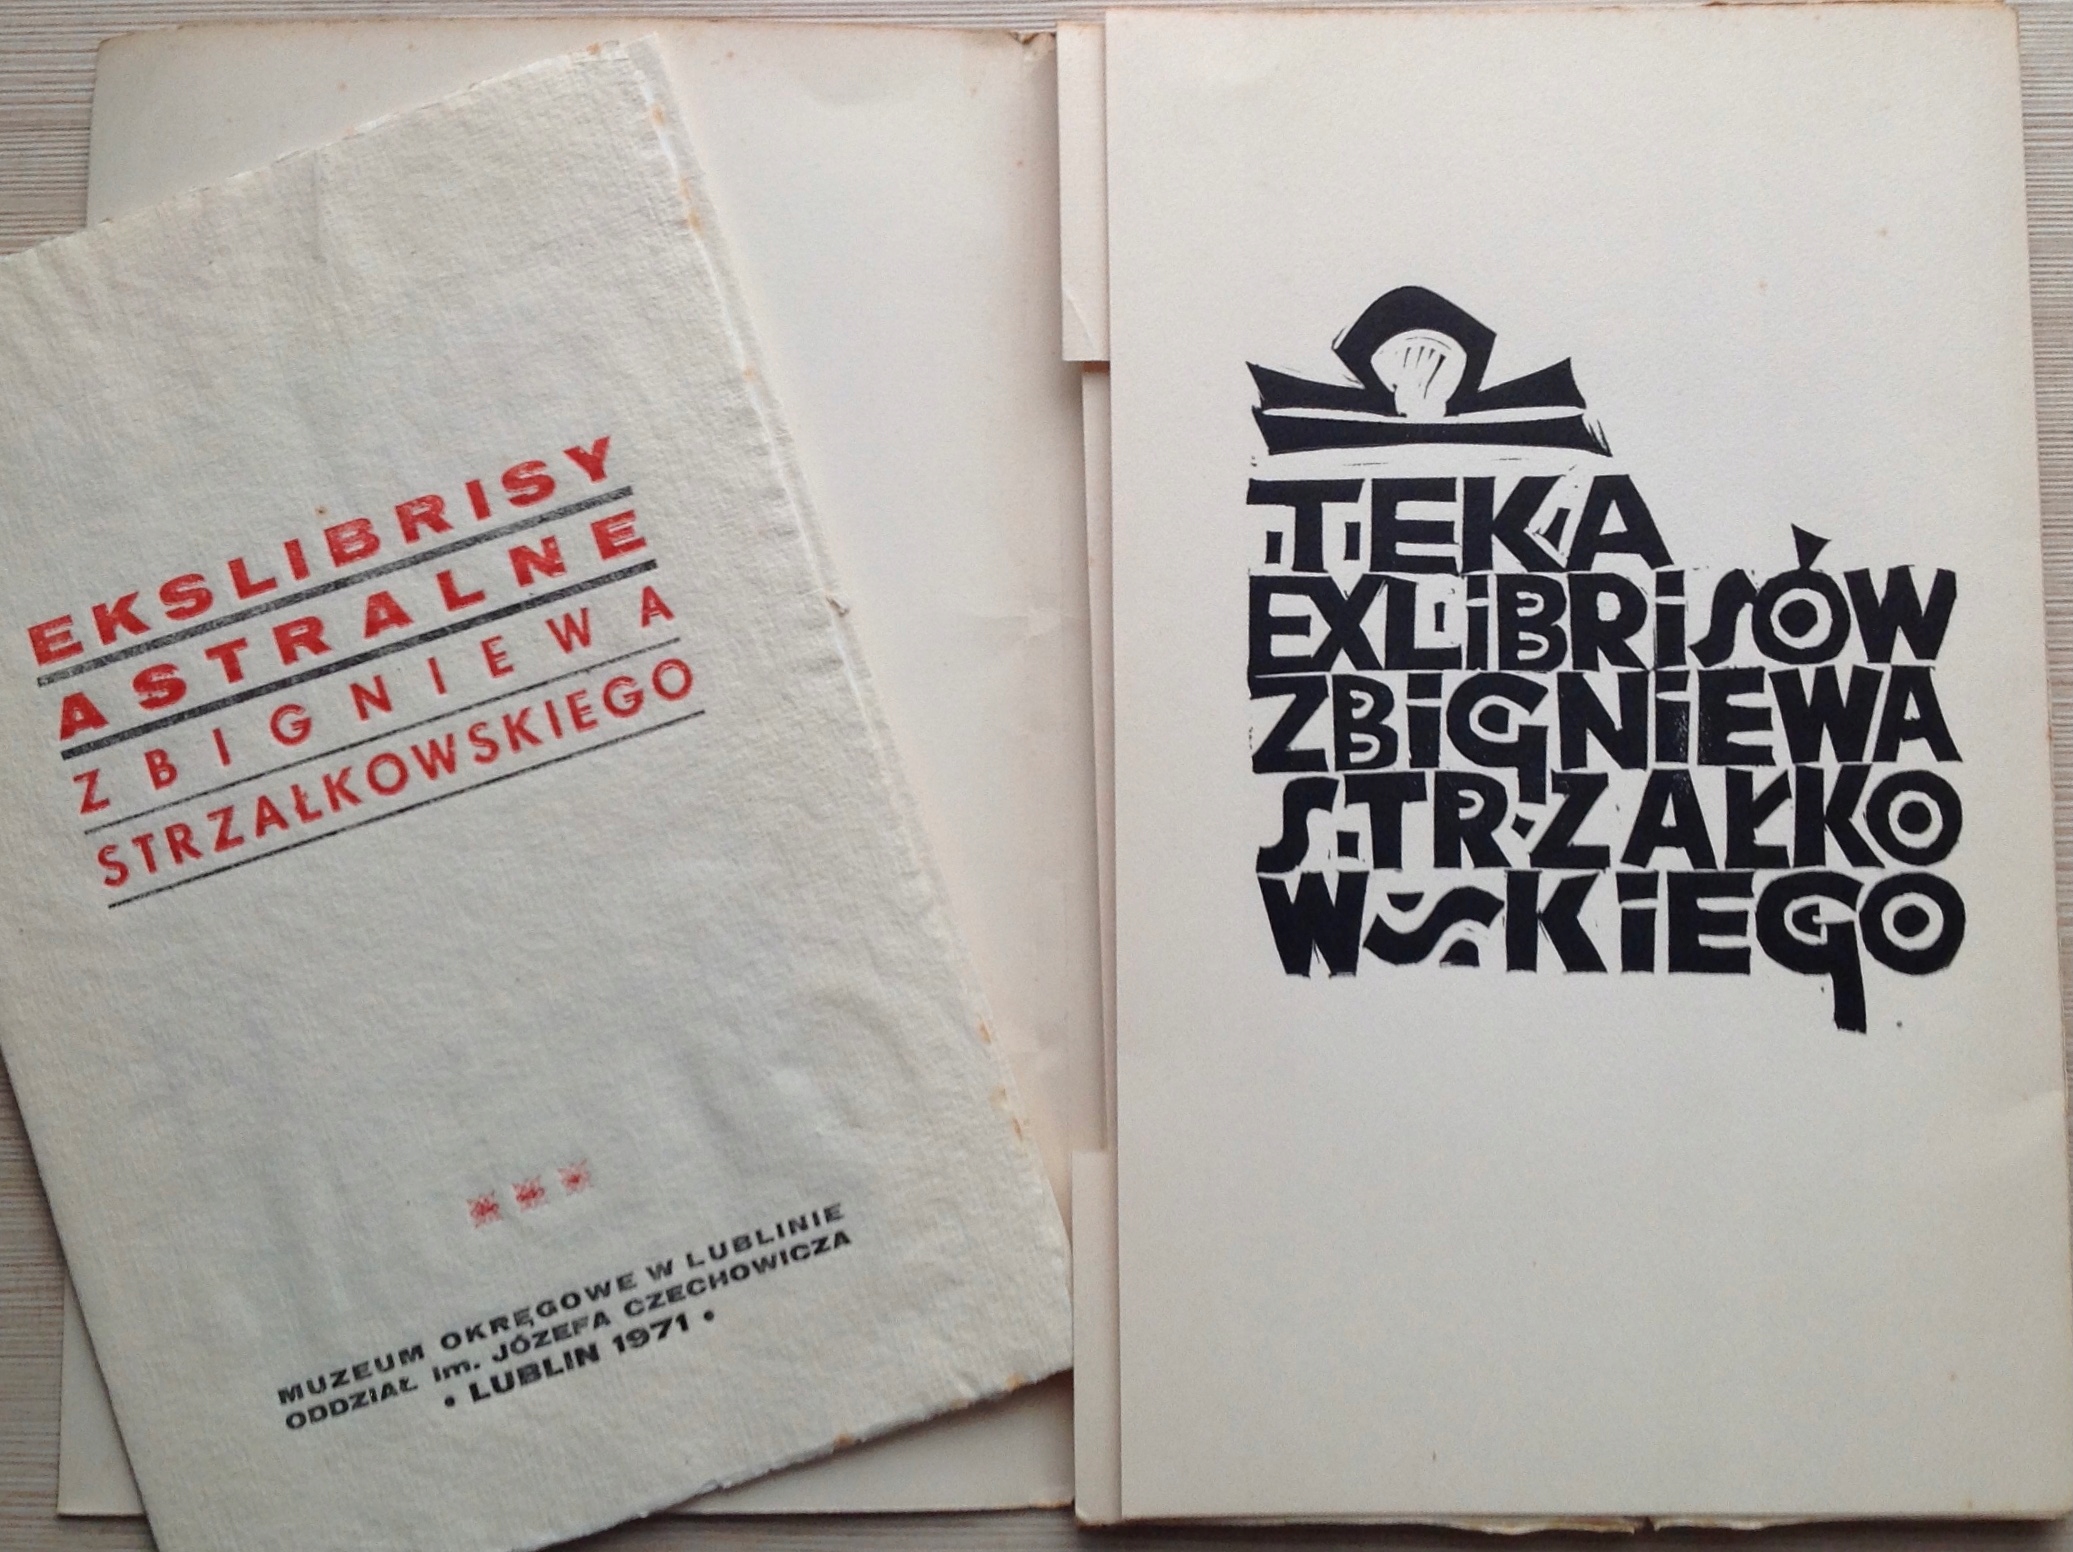 EKSLIBRISY
ASTRALNE
ZBIGNIEWA
STRZAŁKOWSKIEGO
MUZEUM OKRĘGOWE W LUBLINIE
ODDZIAŁ im. JÓZEFA CZECHOWICZA
• LUBLIN 1971 •
TEKA
EXLiBRiSÓW
ZBiGNiEWA
STRZAŁKO
WSKiEGO